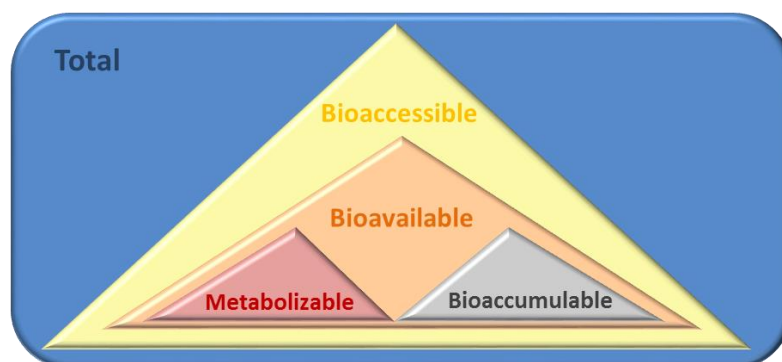 Total
Bioaccessible
Bioavailable
Metabolizable
Bioaccumulable